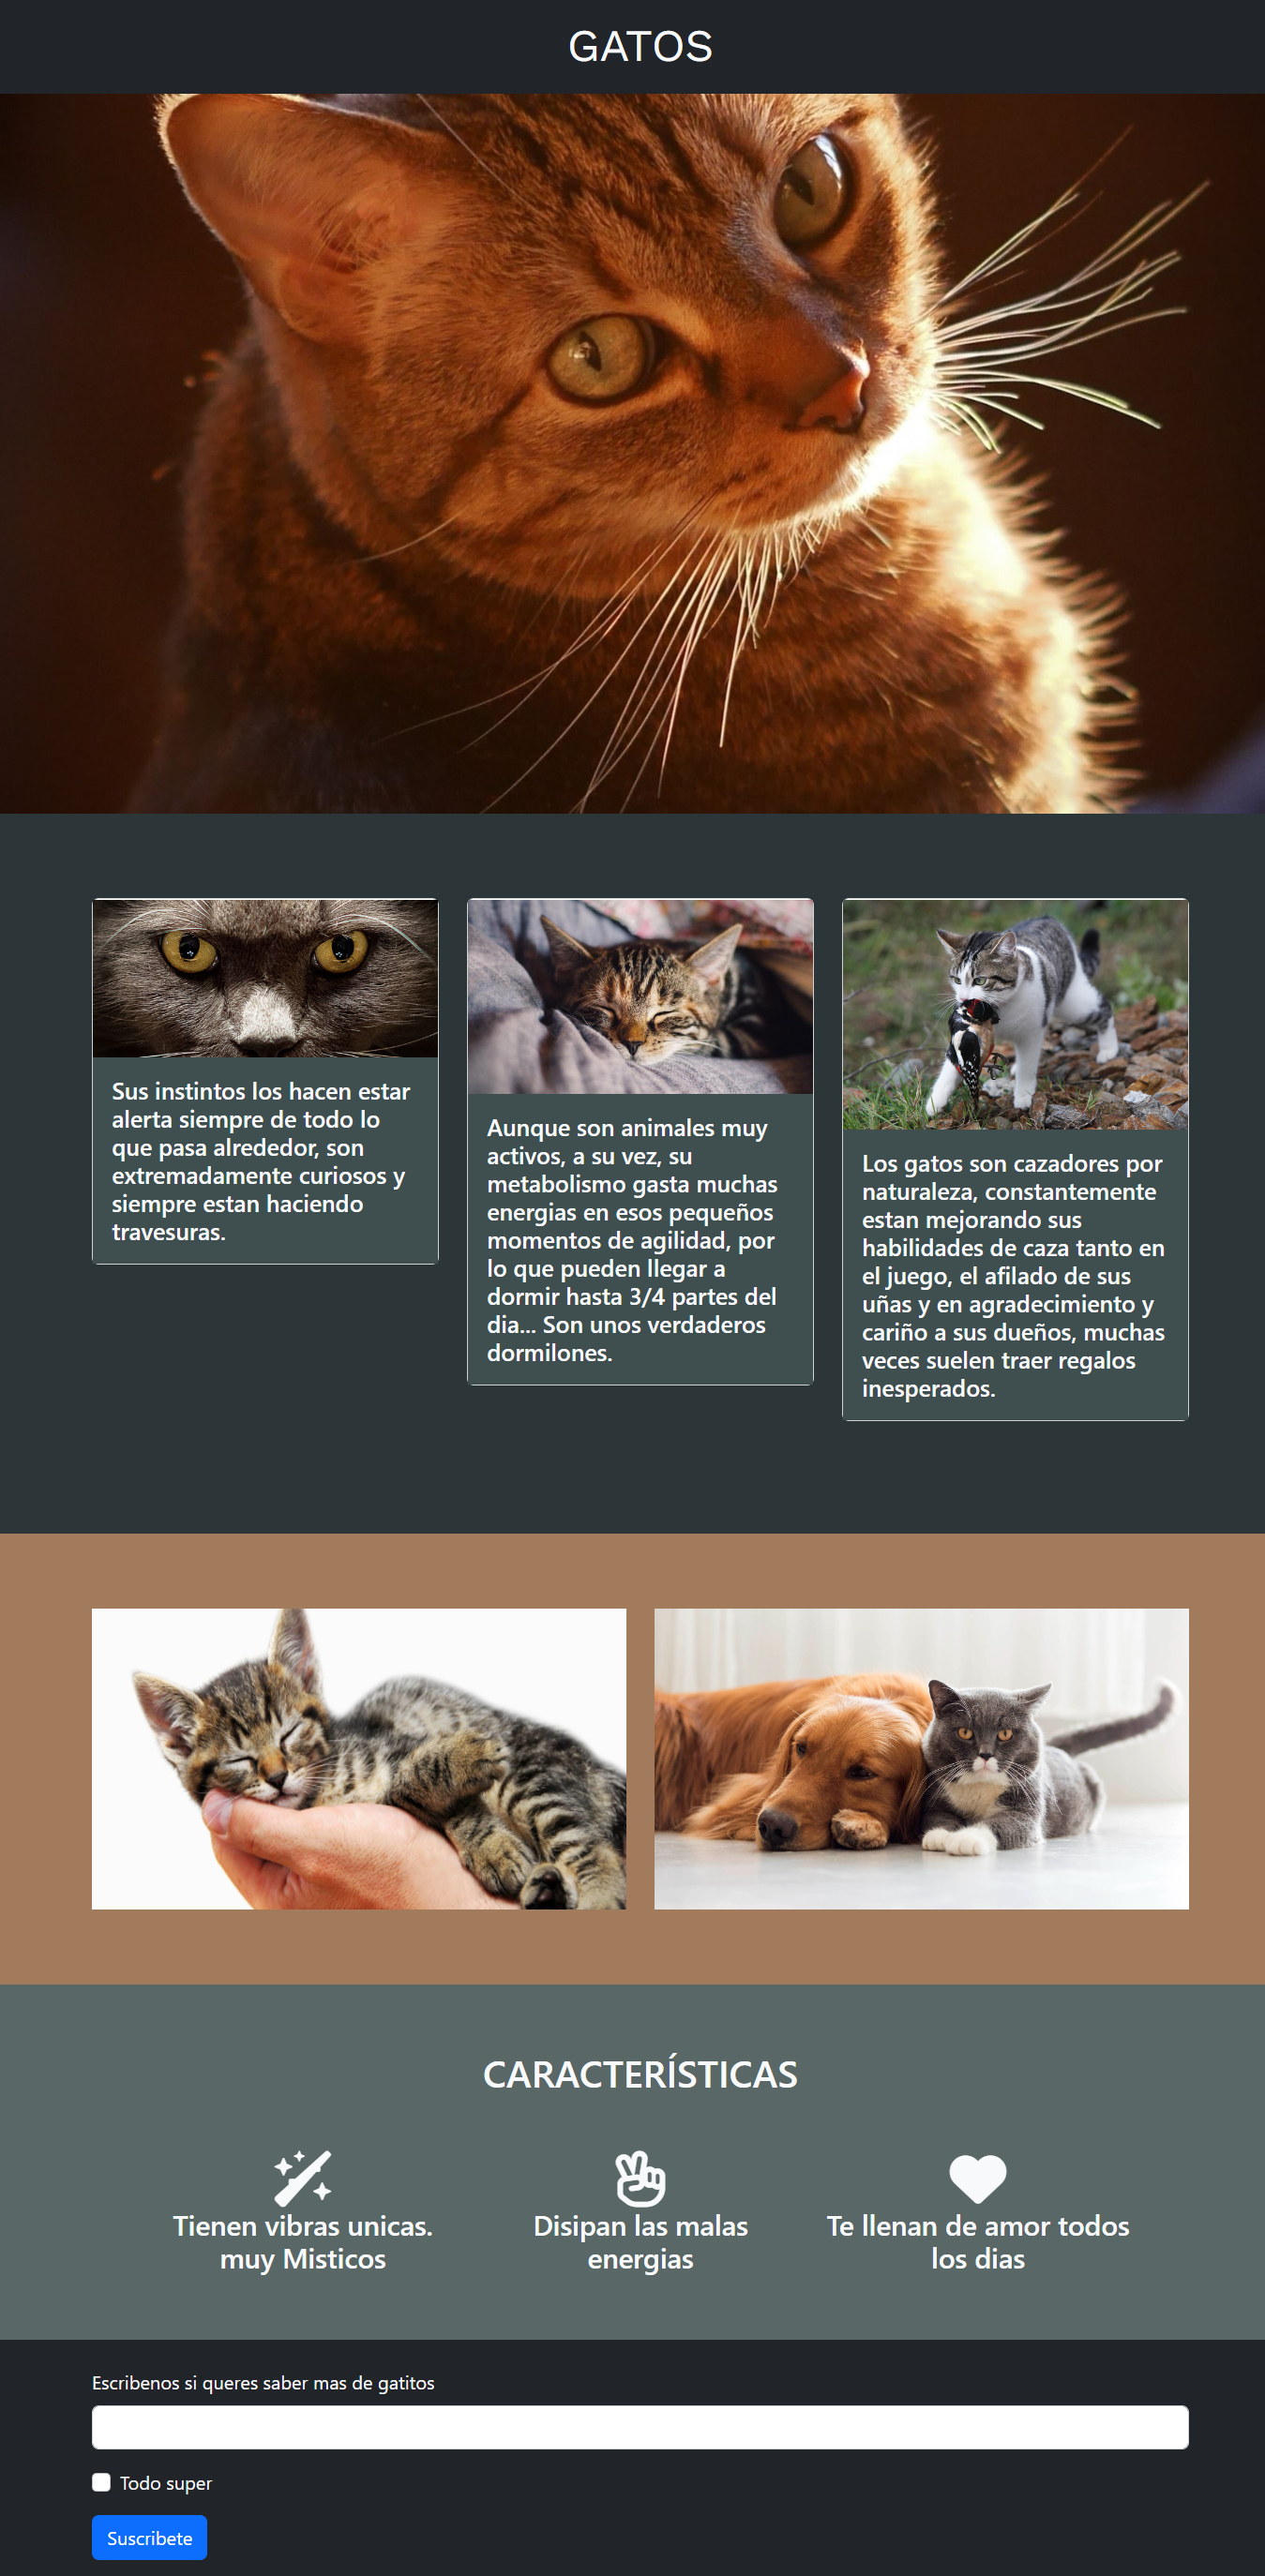 GATOS
Sus instintos los hacen estar
alerta siempre de todo lo
que pasa alrededor, son
extremadamente curiosos y
siempre estan haciendo
travesuras.
Aunque son animales muy
activos, a su vez, su
metabolismo gasta muchas
energias en esos pequeños
momentos de agilidad, por
lo que pueden llegar a
dormir hasta 3/4 partes del
dia... Son unos verdaderos
dormilones.
Los gatos son cazadores por
naturaleza, constantemente
estan mejorando sus
habilidades de caza tanto en
el juego, el afilado de sus
uñas y en agradecimiento y
cariño a sus dueños, muchas
veces suelen traer regalos
inesperados.
CARACTERÍSTICAS
Tienen vibras unicas.
muy Misticos
Disipan las malas
energias
Te llenan de amor todos
los dias
Escribenos si queres saber mas de gatitos
Todo super
Suscribete